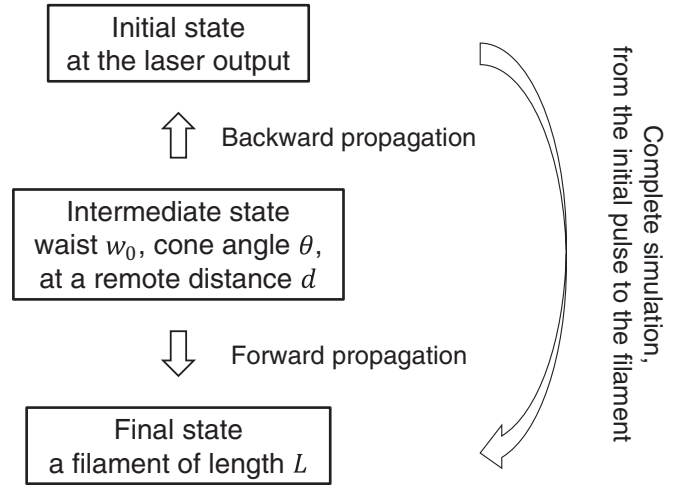 Initial state
at the laser output
Backward propagation
Intermediate state
waist w₀, cone angle θ,
at a remote distance d
Forward propagation
Final state
a filament of length L
Complete simulation,
from the initial pulse to the filament